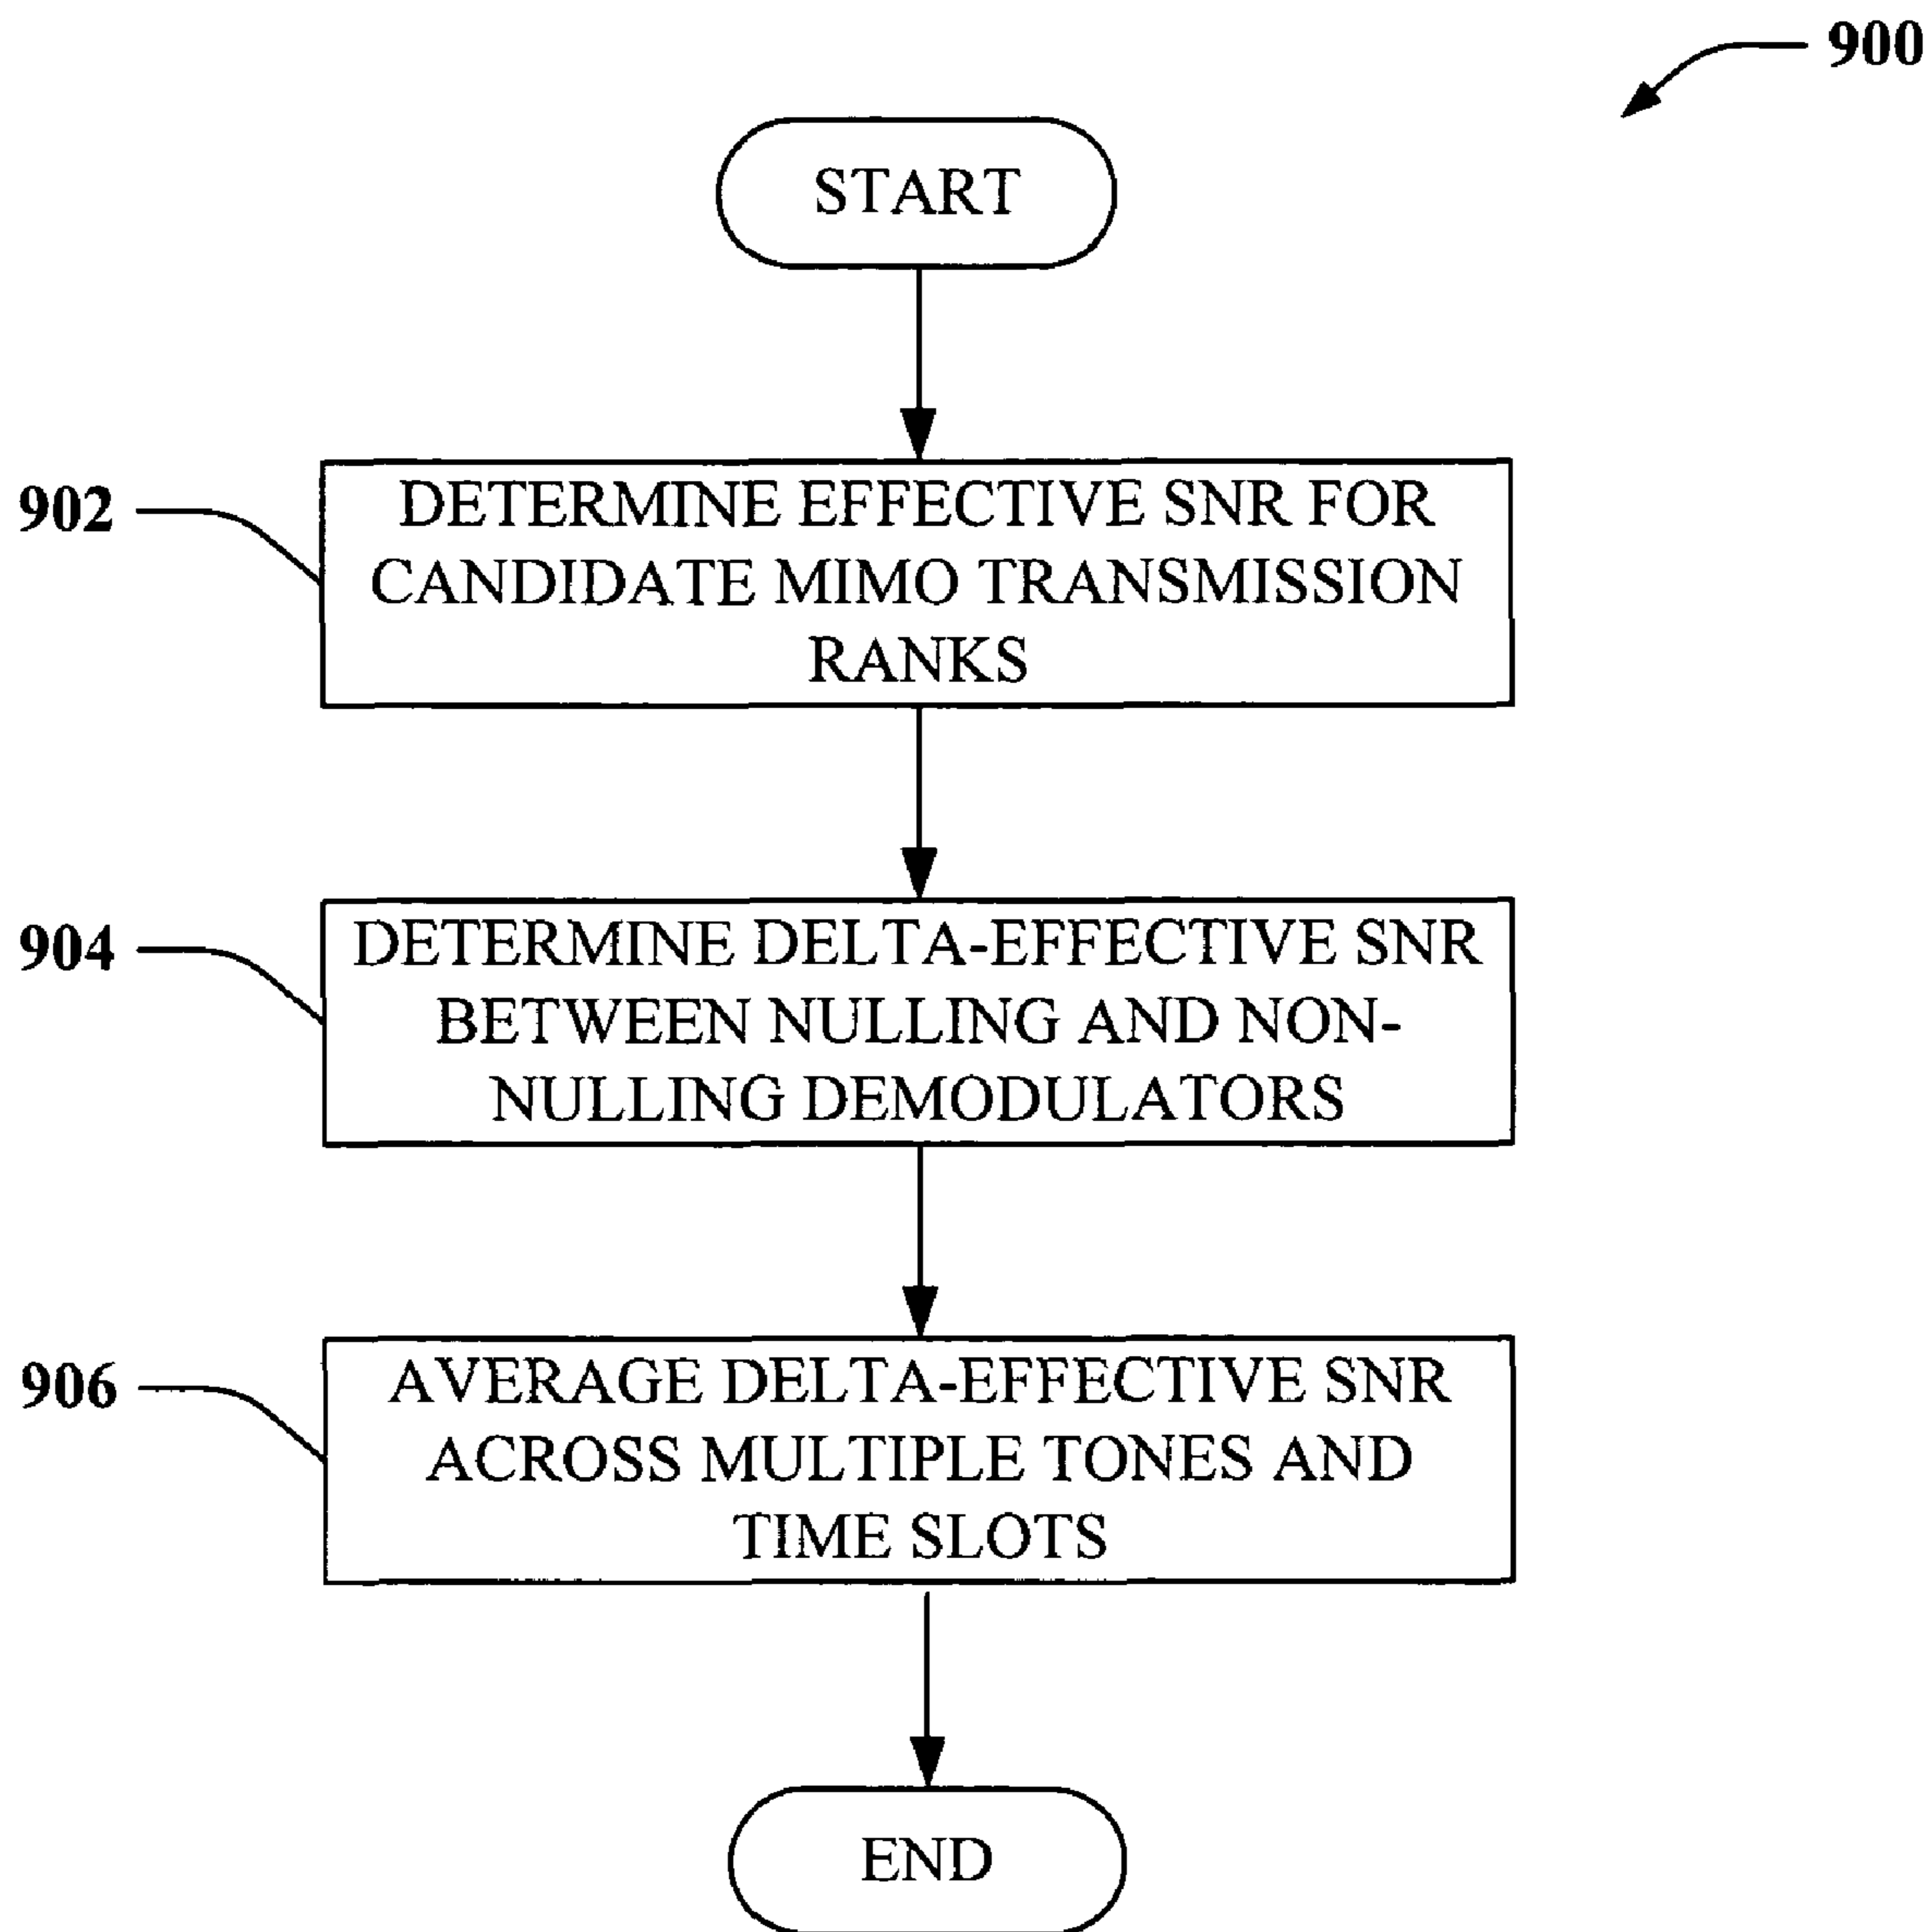 900
START
902
DETERMINE EFFECTIVE SNR FOR
CANDIDATE MIMO TRANSMISSION
RANKS
904
DETERMINE DELTA-EFFECTIVE SNR
BETWEEN NULLING AND NON-
NULLING DEMODULATORS
906
AVERAGE DELTA-EFFECTIVE SNR
ACROSS MULTIPLE TONES AND
TIME SLOTS
END